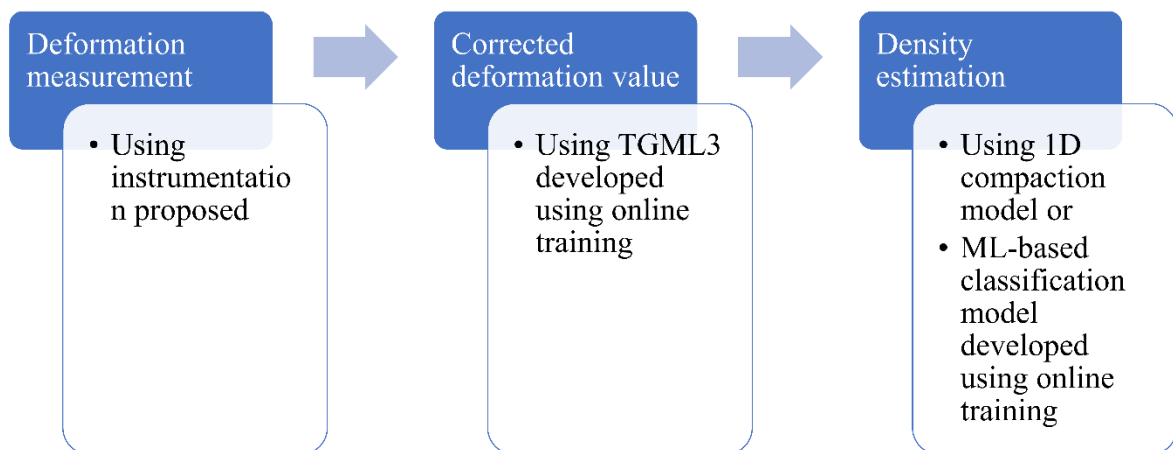 Deformation
measurement
• Using
instrumentatio
n proposed
Corrected
deformation value
• Using TGML3
developed
using online
training
Density
estimation
• Using 1D
compaction
model or
• ML-based
classification
model
developed
using online
training